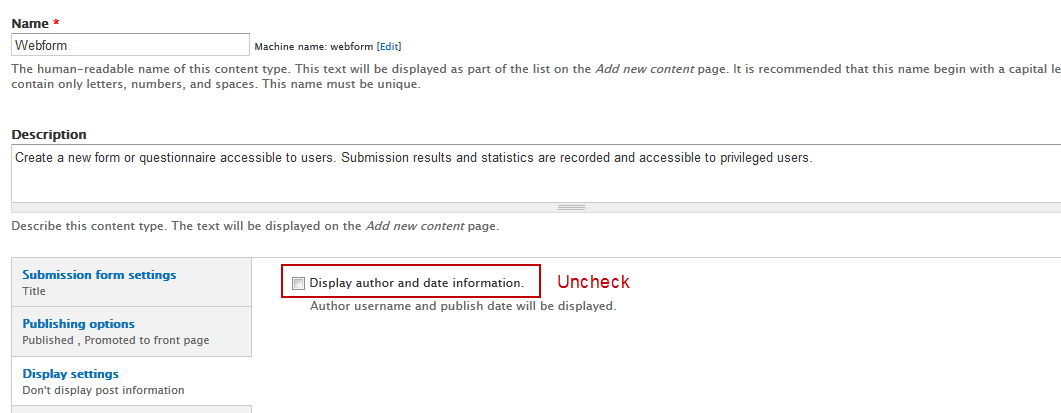 Name *
Webform
Machine name: webform [Edit]
The human-readable name of this content type. This text will be displayed as part of the list on the Add new content page. It is recommended that this name begin with a capital le
contain only letters, numbers, and spaces. This name must be unique.
Description
Create a new form or questionnaire accessible to users. Submission results and statistics are recorded and accessible to privileged users.
Describe this content type. The text will be displayed on the Add new content page.
Submission form settings
Title
Publishing options
Published , Promoted to front page
Display settings
Don't display post information
Display author and date information.
Uncheck
Author username and publish date will be displayed.